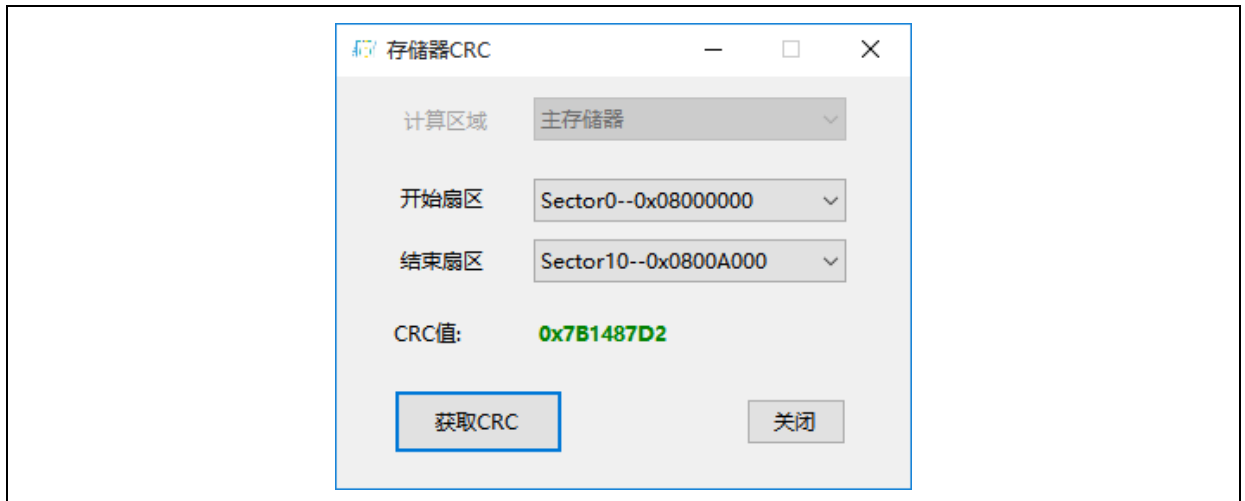 存储器CRC
计算区域 主存储器
开始扇区 Sector0--0x08000000
结束扇区 Sector10--0x0800A000
CRC值: 0x7B1487D2
获取CRC 关闭